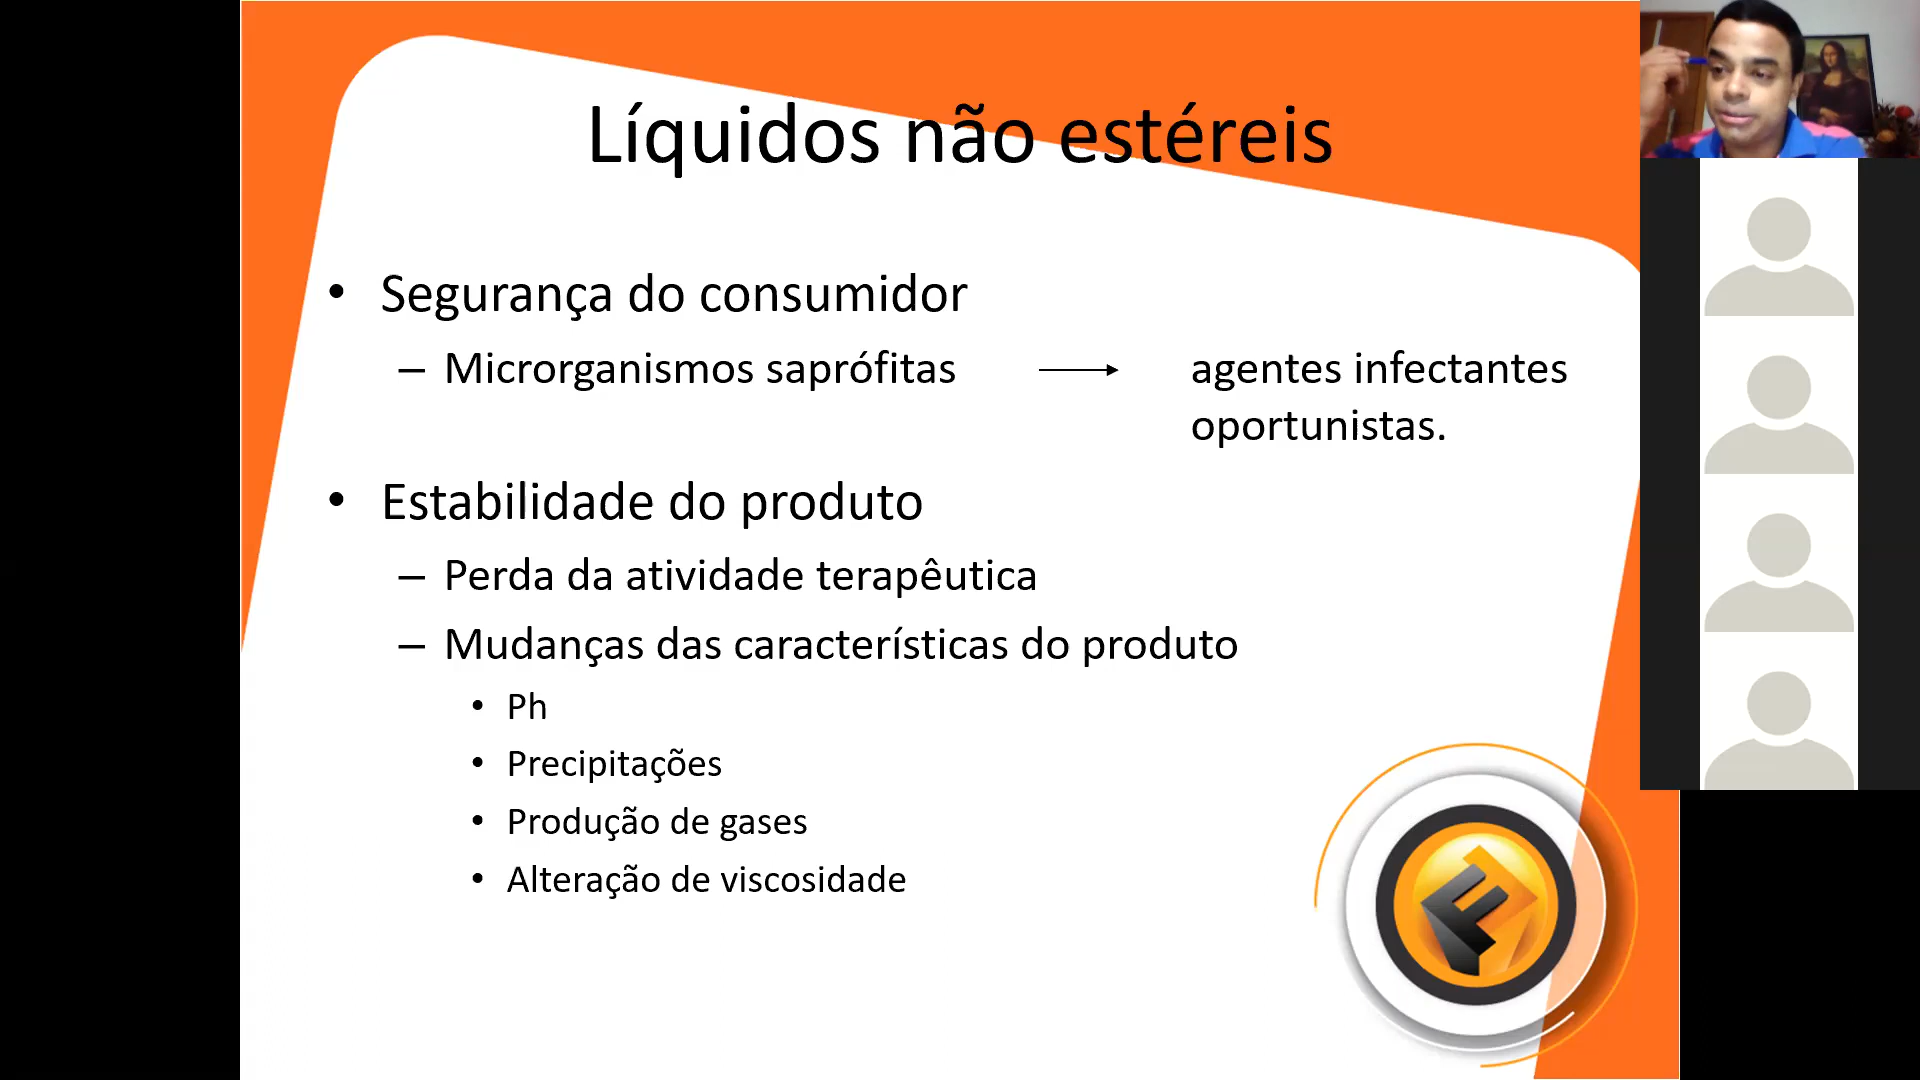 Líquidos não estéreis
• Segurança do consumidor
– Microrganismos saprófitas → agentes infectantes
oportunistas.
• Estabilidade do produto
– Perda da atividade terapêutica
– Mudanças das características do produto
• Ph
• Precipitações
• Produção de gases
• Alteração de viscosidade